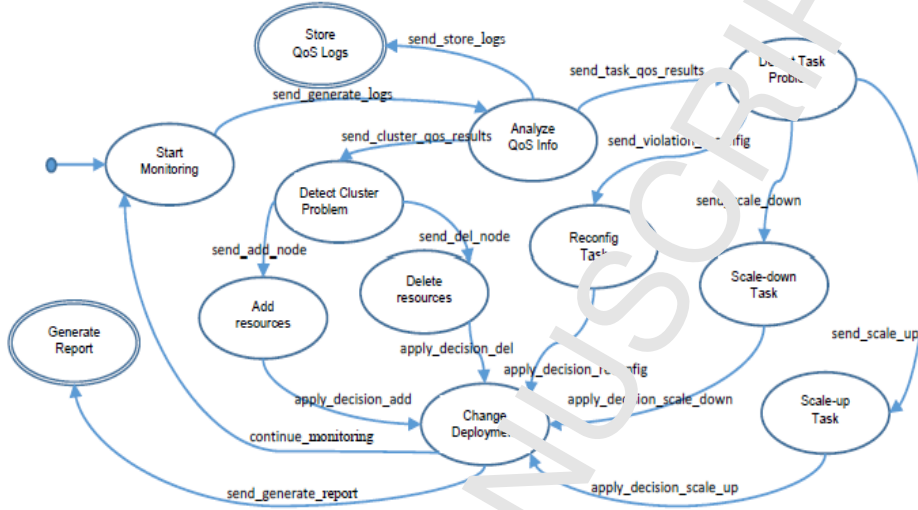 Store
QoS Logs
send_store_logs
send_task_qos_results
Task
send_generate_logs
Analyze
QoS Info
send_cluster_qos_results
Start
Monitoring
Detect Cluster
Problem
send_add_node
send_del_node
Reconfig
send_scale_down
Scale-down
Task
Add
resources
Delete
resources
Generate
Report
send_scale_up
apply_decision_del
apply_decision_add
apply_decision_scale_down
Scale-up
Task
Change
continue_monitoring
send_generate_report
apply_decision_scale_up